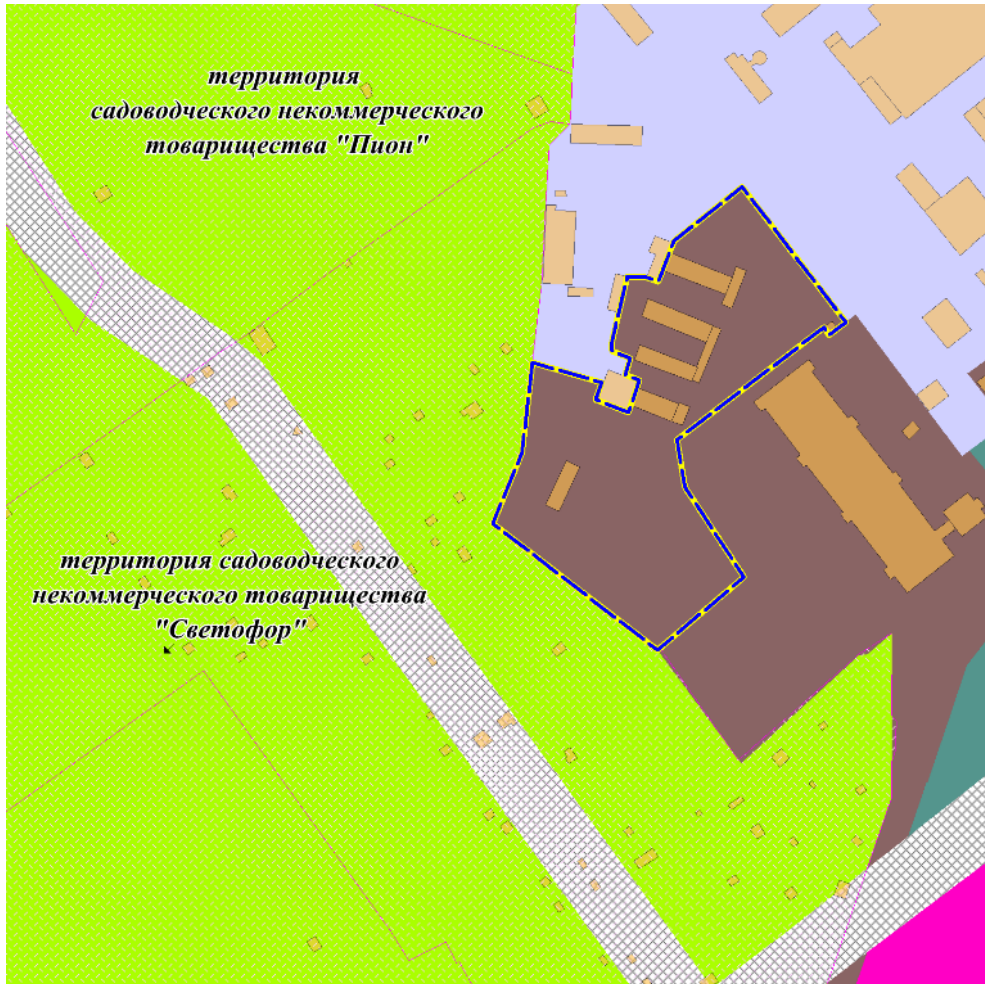 территория
садоводческого некоммерческого
товарищества "Пион"
территория садоводческого
некоммерческого товарищества
"Светофор"